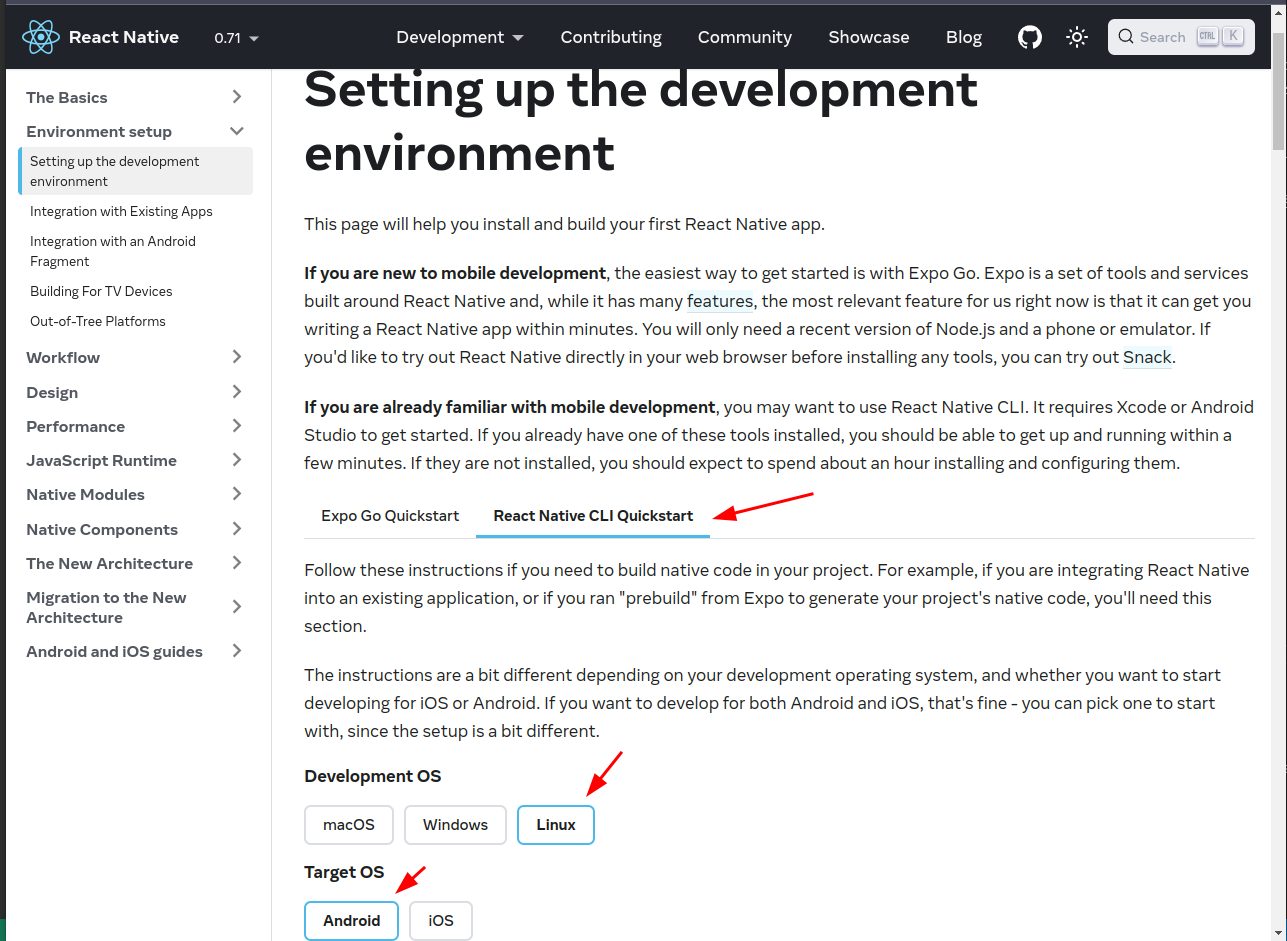 React Native 0.71 Development Contributing Community Showcase Blog Search CTRL K
The Basics
Environment setup
Setting up the development
environment
Integration with Existing Apps
Integration with an Android
Fragment
Building For TV Devices
Out-of-Tree Platforms
Workflow
Design
Performance
JavaScript Runtime
Native Modules
Native Components
The New Architecture
Migration to the New
Architecture
Android and iOS guides
Setting up the development
environment
This page will help you install and build your first React Native app.
If you are new to mobile development, the easiest way to get started is with Expo Go. Expo is a set of tools and services
built around React Native and, while it has many features, the most relevant feature for us right now is that it can get you
writing a React Native app within minutes. You will only need a recent version of Node.js and a phone or emulator. If
you'd like to try out React Native directly in your web browser before installing any tools, you can try out Snack.
If you are already familiar with mobile development, you may want to use React Native CLI. It requires Xcode or Android
Studio to get started. If you already have one of these tools installed, you should be able to get up and running within a
few minutes. If they are not installed, you should expect to spend about an hour installing and configuring them.
Expo Go Quickstart React Native CLI Quickstart
Follow these instructions if you need to build native code in your project. For example, if you are integrating React Native
into an existing application, or if you ran "prebuild" from Expo to generate your project's native code, you'll need this
section.
The instructions are a bit different depending on your development operating system, and whether you want to start
developing for iOS or Android. If you want to develop for both Android and iOS, that's fine - you can pick one to start
with, since the setup is a bit different.
Development OS
macOS Windows Linux
Target OS
Android iOS